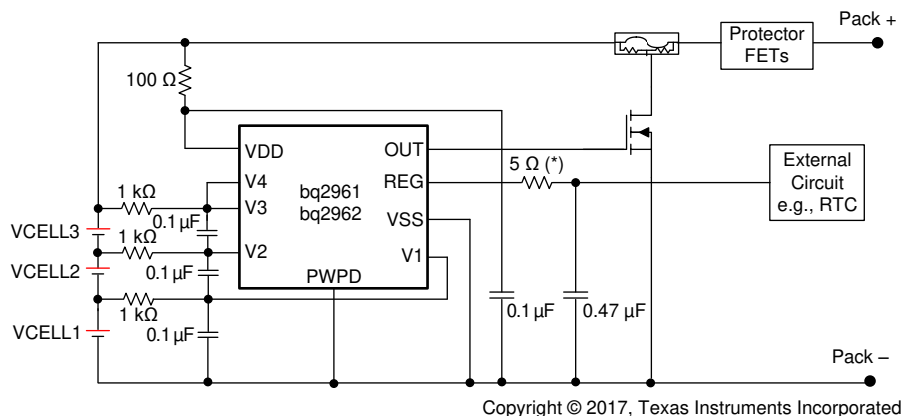 Pack +
Protector
FETs
100 Ω
VDD
OUT
5 Ω (*)
External
Circuit
e.g., RTC
1 kΩ
V4
bq2961
bq2962
REG
V3
0.1 µF
VSS
VCELL3
1 kΩ
V2
V1
VCELL2
0.1 µF
PWPD
0.1 µF
0.47 µF
1 kΩ
VCELL1
0.1 µF
Pack –
Copyright © 2017, Texas Instruments Incorporated